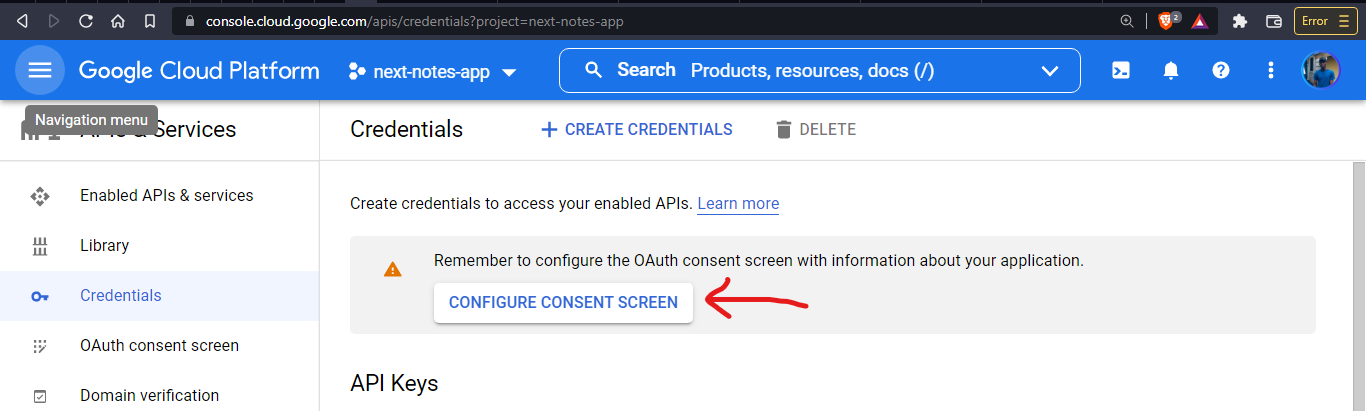 console.cloud.google.com/apis/credentials?project=next-notes-app
2
Error
Google Cloud Platform
next-notes-app
Search Products, resources, docs (/)
Navigation menu
& Services
Credentials
CREATE CREDENTIALS
DELETE
Enabled APIs & services
Library
Credentials
OAuth consent screen
Domain verification
Create credentials to access your enabled APIs. Learn more
Remember to configure the OAuth consent screen with information about your application.
CONFIGURE CONSENT SCREEN
API Keys